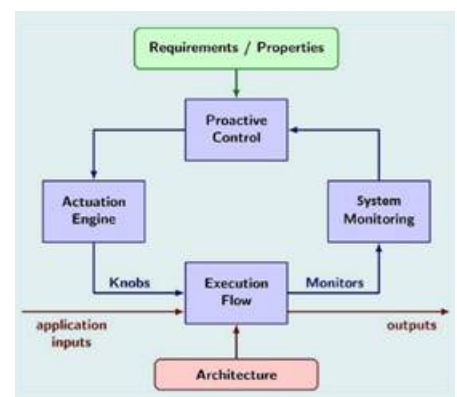 Requirements / Properties
Proactive
Control
Actuation
Engine
System
Monitoring
Knobs
Execution
Flow
Monitors
application
inputs
outputs
Architecture